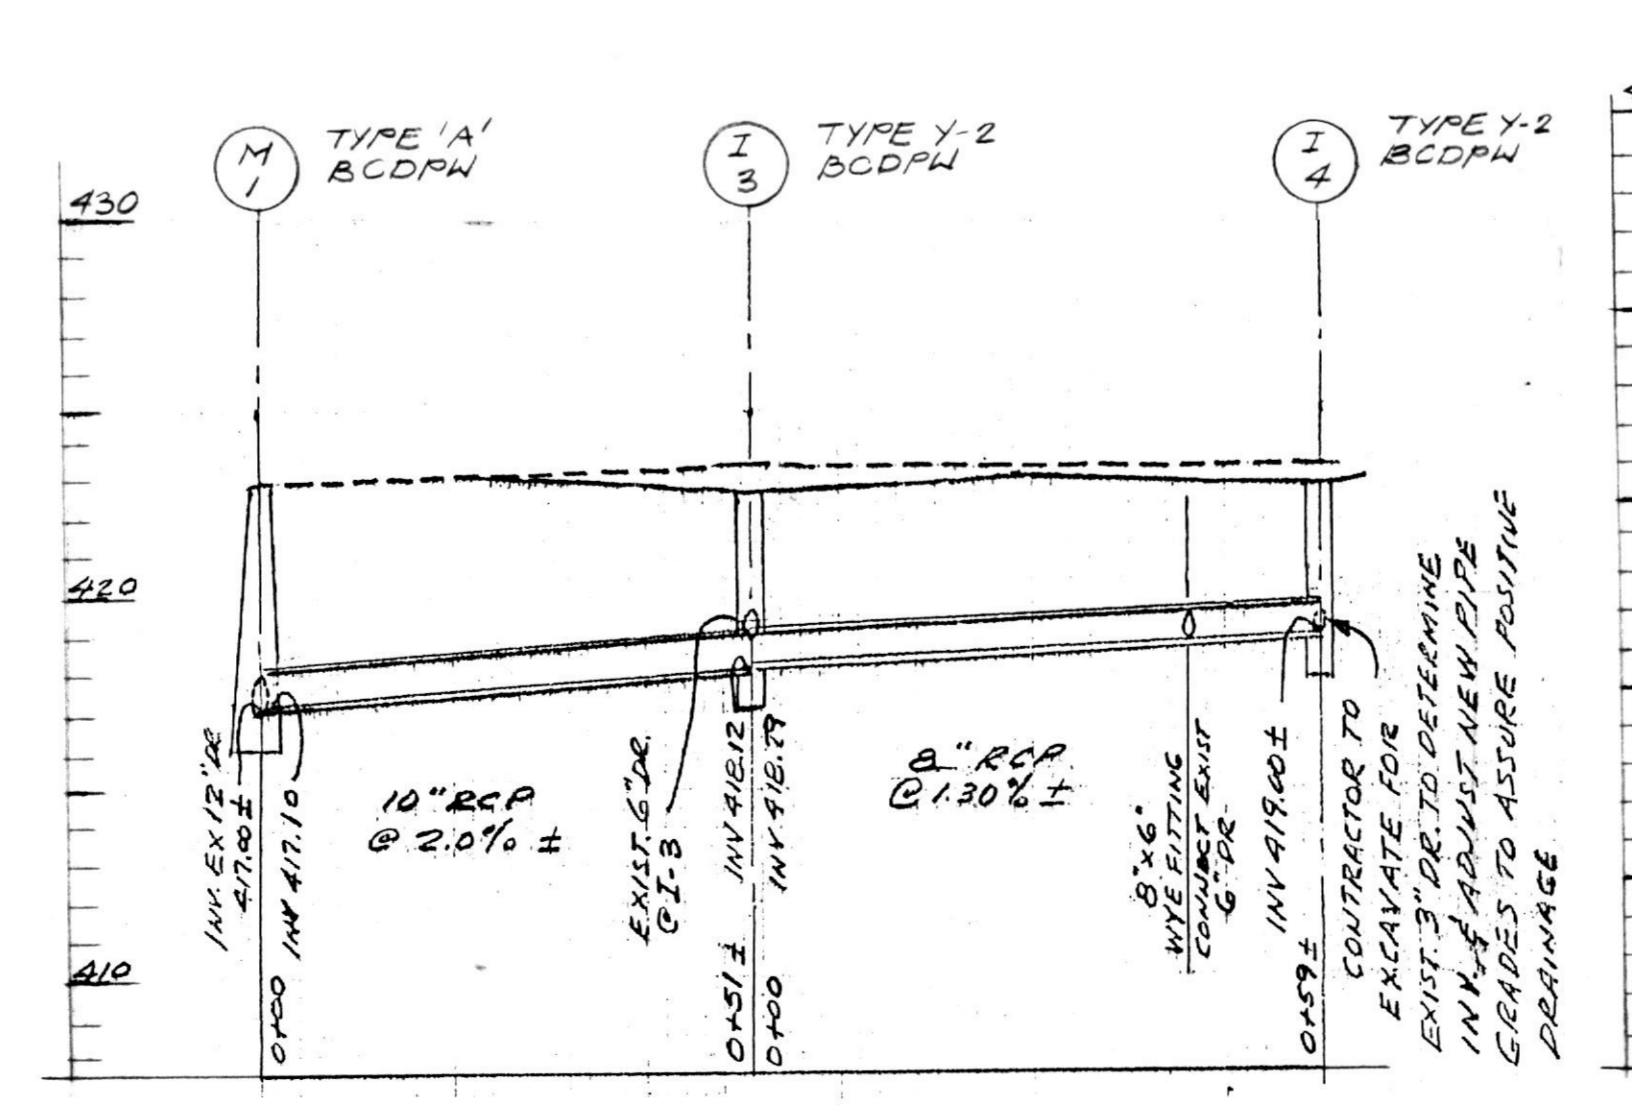 M
1
TYPE 'A'
BCDPW
I
3
TYPE Y-2
BCDPW
I
4
TYPE Y-2
BCDPW
430
420
410
INV. EX 12" DR
417.00 ±
INV 417.10
0+00
10" RCP
@ 2.0% ±
EXIST. 6" DR.
@ I-3
INV 418.12
INV 418.29
0+51 ±
0+00
8" RCP
@ 1.30% ±
8"x6"
WYE FITTING
CONNECT EXIST
6" DR
INV 419.00 ±
0+59 ±
CONTRACTOR TO
EXCAVATE FOR
EXIST. 3" DR. TO DETERMINE
INV. & ADJUST NEW PIPE
GRADES TO ASSURE POSITIVE
DRAINAGE